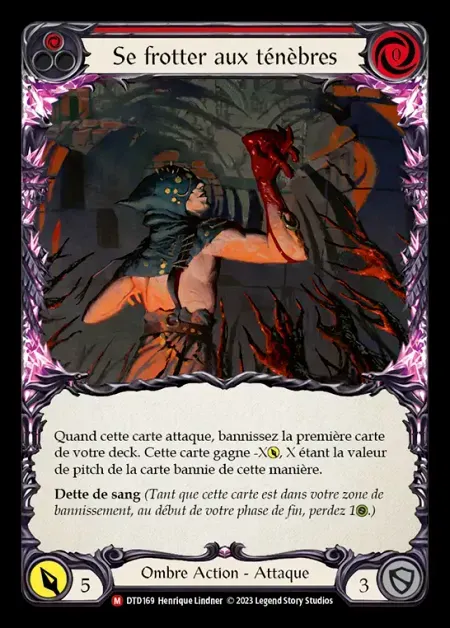 Se frotter aux ténèbres
0
Quand cette carte attaque, bannissez la première carte
de votre deck. Cette carte gagne -X, X étant la valeur
de pitch de la carte bannie de cette manière.
Dette de sang (Tant que cette carte est dans votre zone de
bannissement, au début de votre phase de fin, perdez 1.)
5
Ombre Action - Attaque
3
M DTD169 Henrique Lindner © 2023 Legend Story Studios